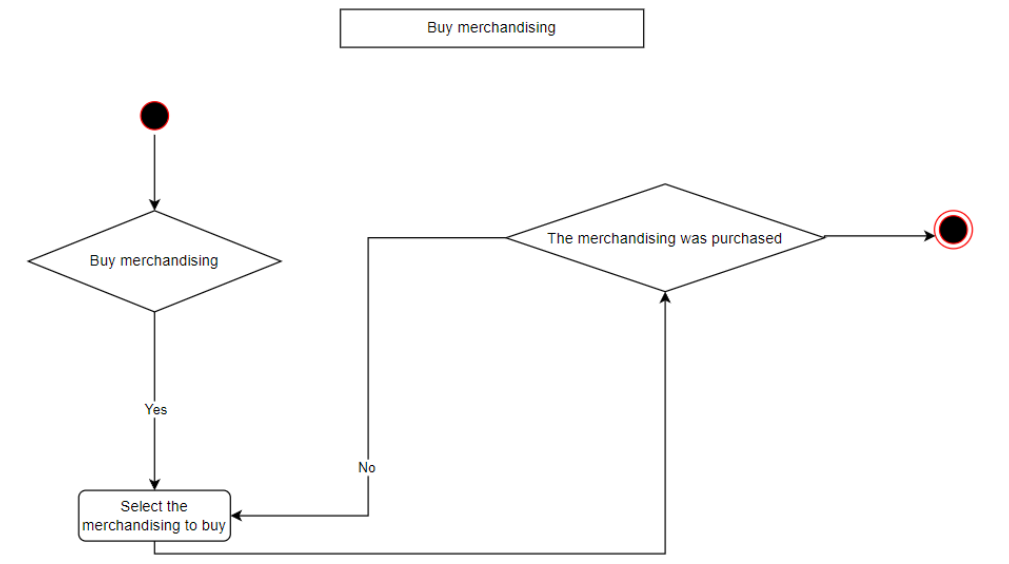 Buy merchandising
Buy merchandising
The merchandising was purchased
Yes
No
Select the
merchandising to buy